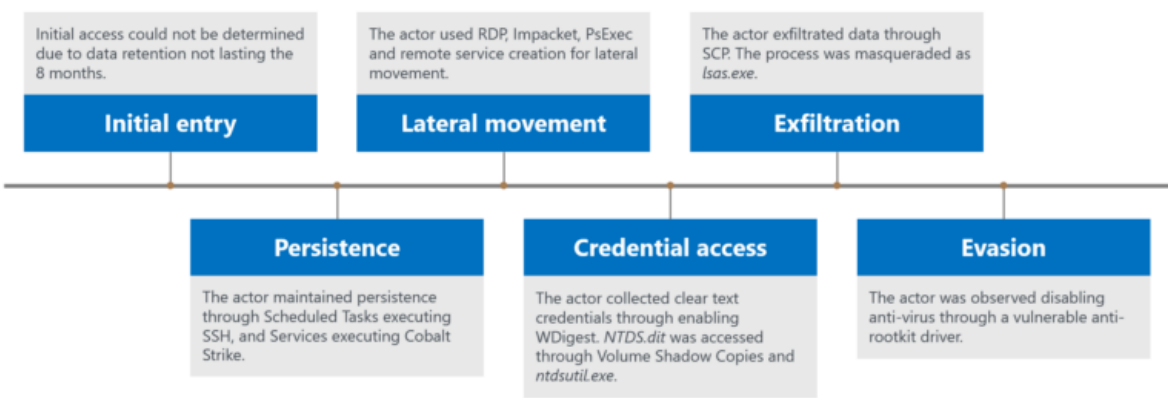 Initial access could not be determined
due to data retention not lasting the
8 months.
Initial entry
The actor used RDP, Impacket, PsExec
and remote service creation for lateral
movement.
Lateral movement
The actor exfiltrated data through
SCP. The process was masqueraded as
lsas.exe.
Exfiltration
Persistence
The actor maintained persistence
through Scheduled Tasks executing
SSH, and Services executing Cobalt
Strike.
Credential access
The actor collected clear text
credentials through enabling
WDigest. NTDS.dit was accessed
through Volume Shadow Copies and
ntdsutil.exe.
Evasion
The actor was observed disabling
anti-virus through a vulnerable anti-
rootkit driver.